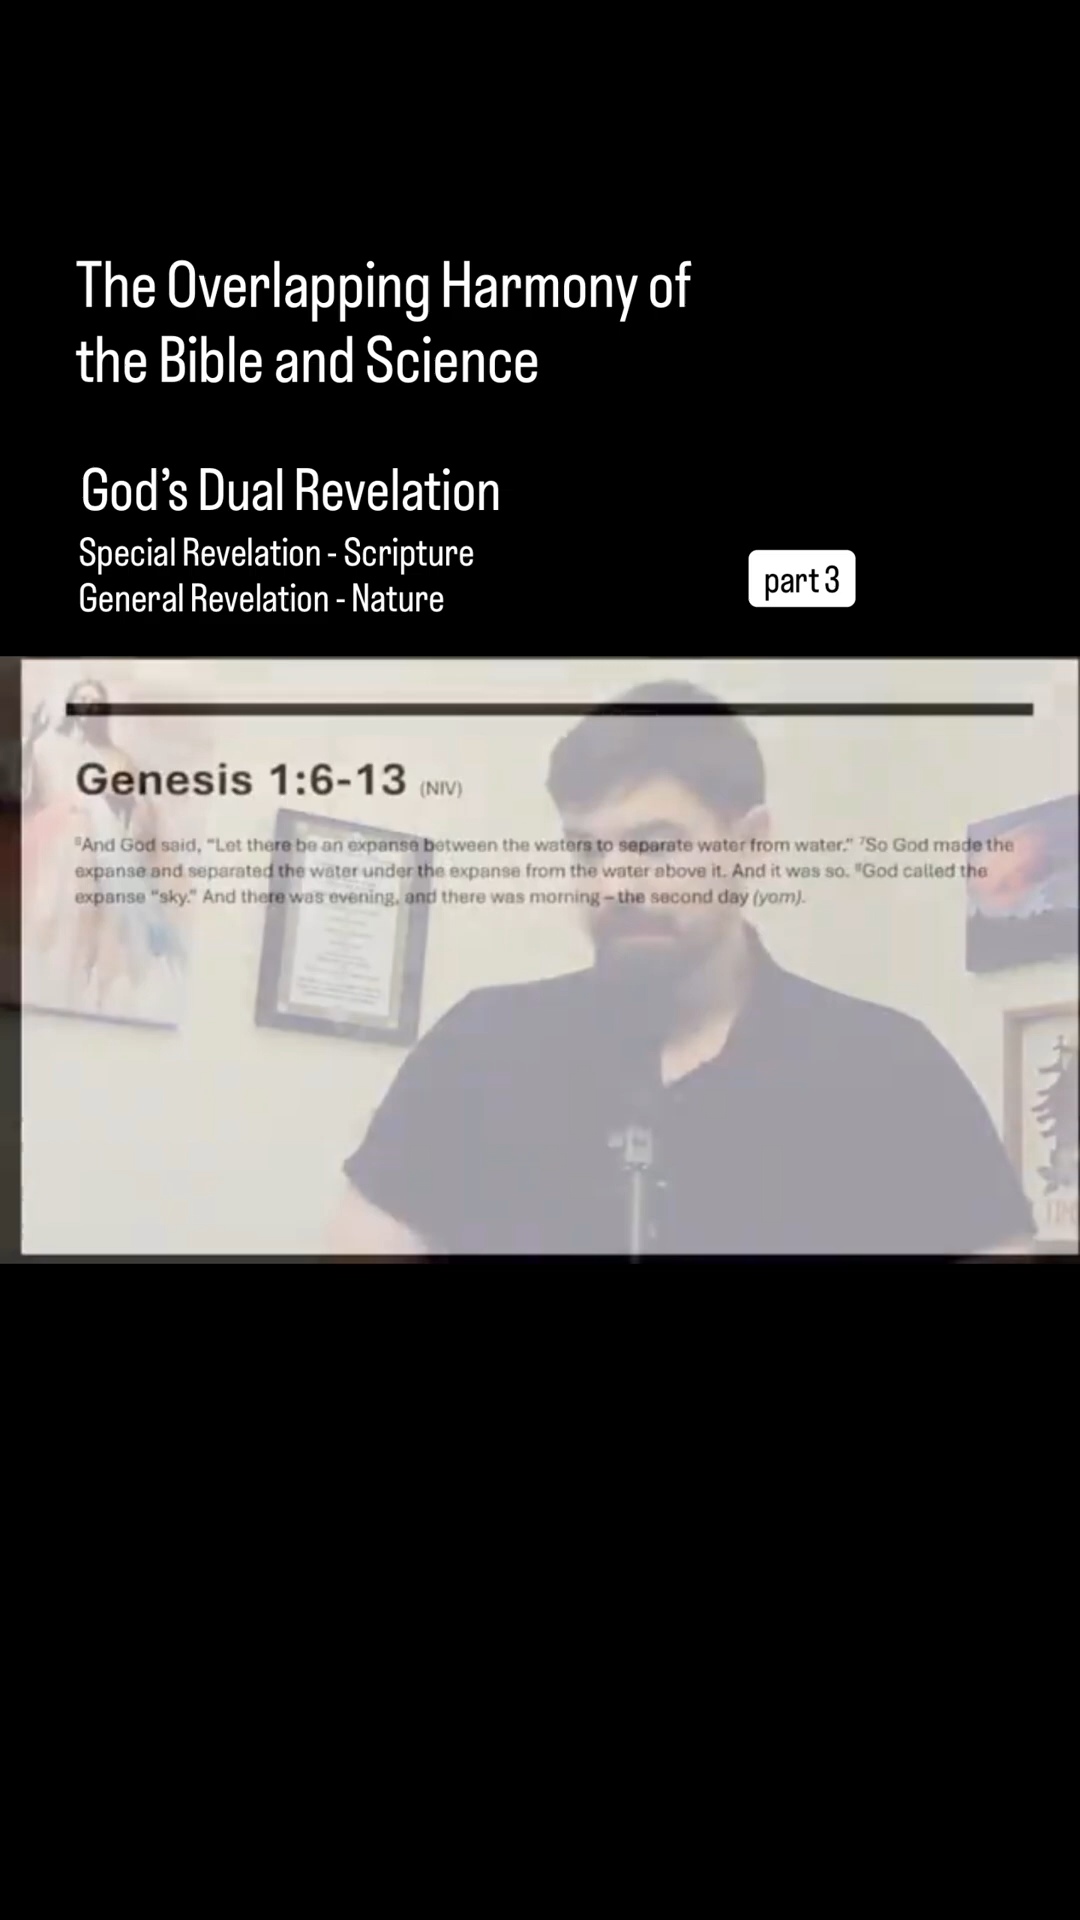 The Overlapping Harmony of
the Bible and Science
God's Dual Revelation
Special Revelation - Scripture
General Revelation - Nature
part 3
Genesis 1:6-13 (NIV)
⁶And God said, "Let there be an expanse between the waters to separate water from water." ⁷So God made the
expanse and separated the water under the expanse from the water above it. And it was so. ⁸God called the
expanse "sky." And there was evening, and there was morning – the second day (yom).